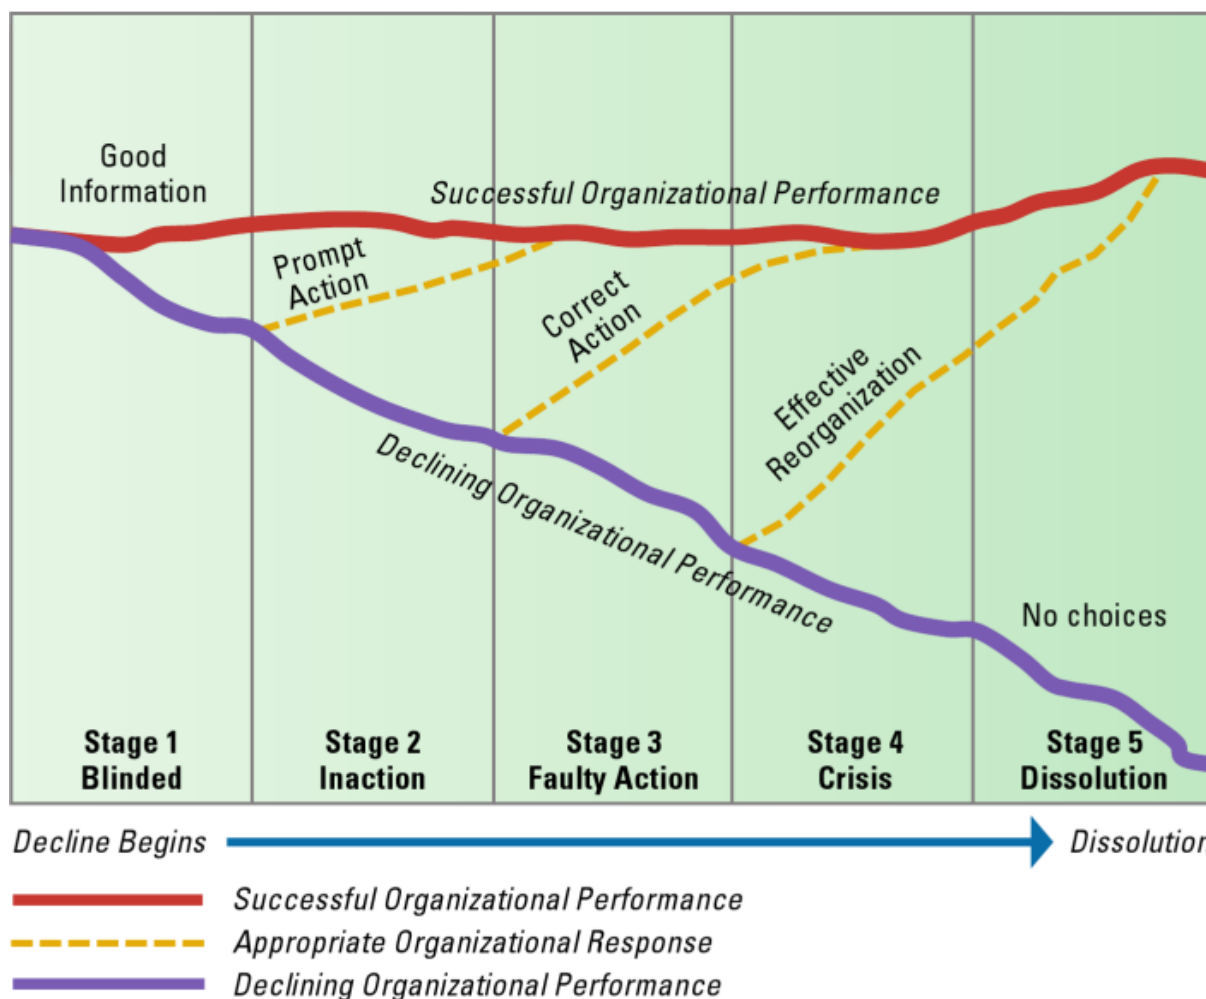 Good
Information
Successful Organizational Performance
Prompt
Action
Correct
Action
Effective
Reorganization
Declining Organizational Performance
No choices
Stage 1
Blinded
Stage 2
Inaction
Stage 3
Faulty Action
Stage 4
Crisis
Stage 5
Dissolution
Decline Begins
Dissolution
Successful Organizational Performance
Appropriate Organizational Response
Declining Organizational Performance